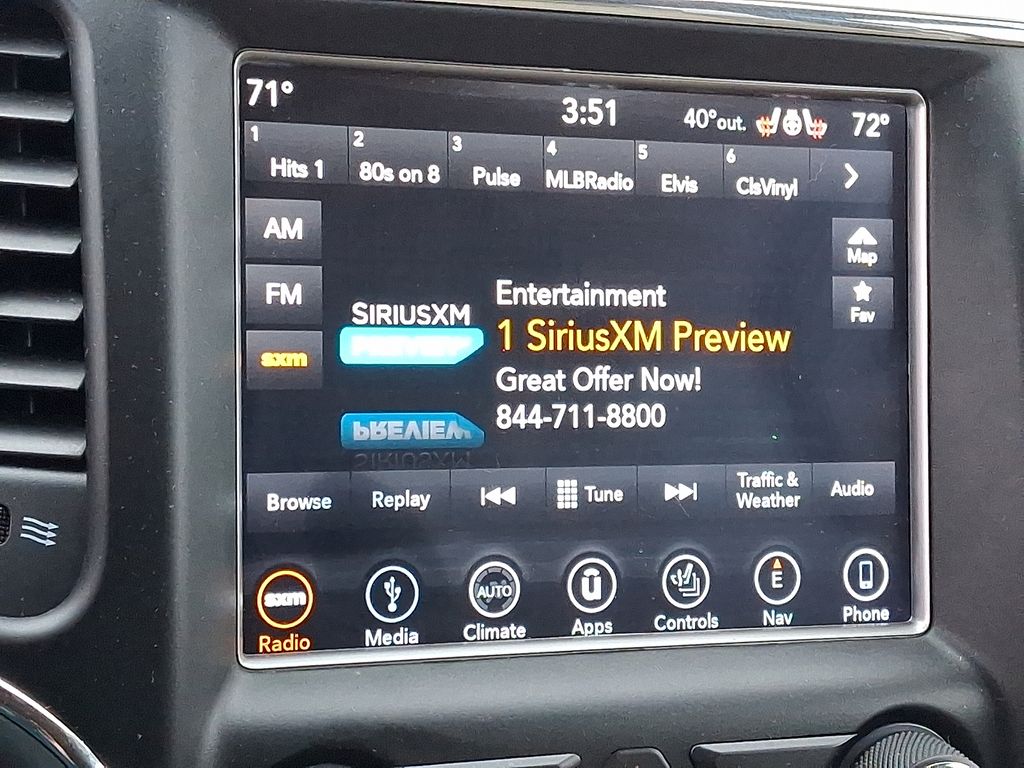 71° 3:51 40°out. 72°
1 Hits 1 2 80s on 8 3 Pulse 4 MLBRadio 5 Elvis 6 ClsVinyl
AM
FM
sxm
Map
Fav
SIRIUSXM
PREVIEW
Entertainment
1 SiriusXM Preview
Great Offer Now!
844-711-8800
Browse Replay Tune Traffic & Weather Audio
sxm AUTO ū E
Radio Media Climate Apps Controls Nav Phone